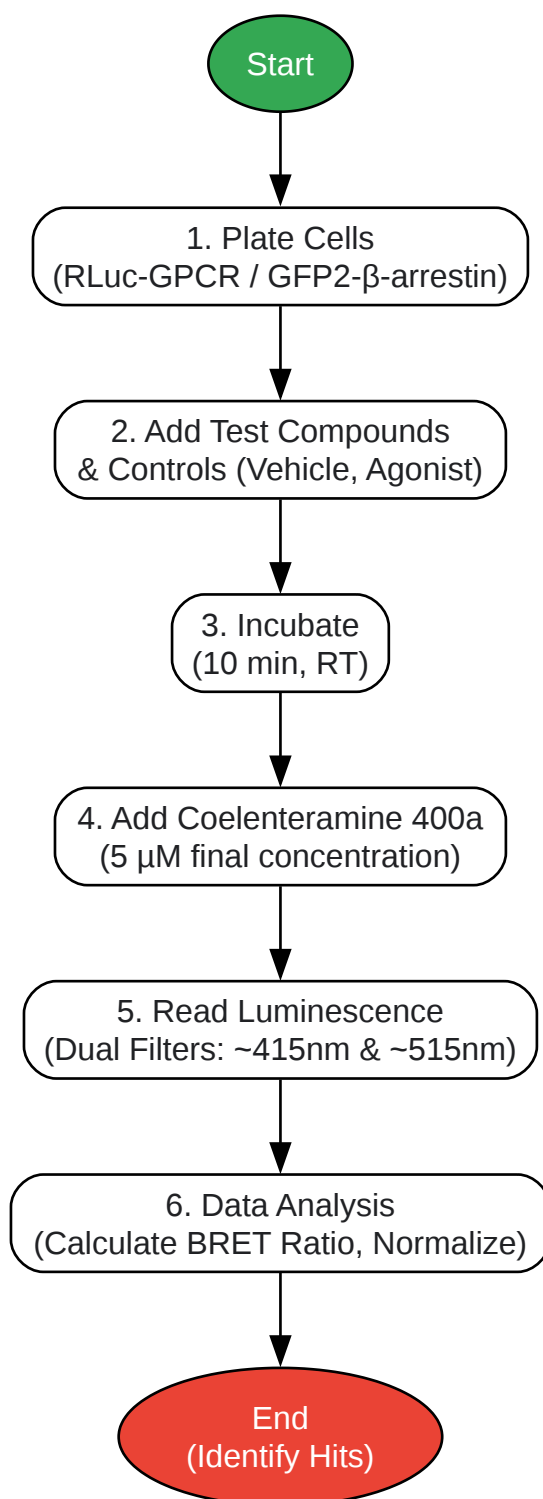 Start
1. Plate Cells
(RLuc-GPCR / GFP2-β-arrestin)
2. Add Test Compounds
& Controls (Vehicle, Agonist)
3. Incubate
(10 min, RT)
4. Add Coelenteramine 400a
(5 µM final concentration)
5. Read Luminescence
(Dual Filters: ~415nm & ~515nm)
6. Data Analysis
(Calculate BRET Ratio, Normalize)
End
(Identify Hits)